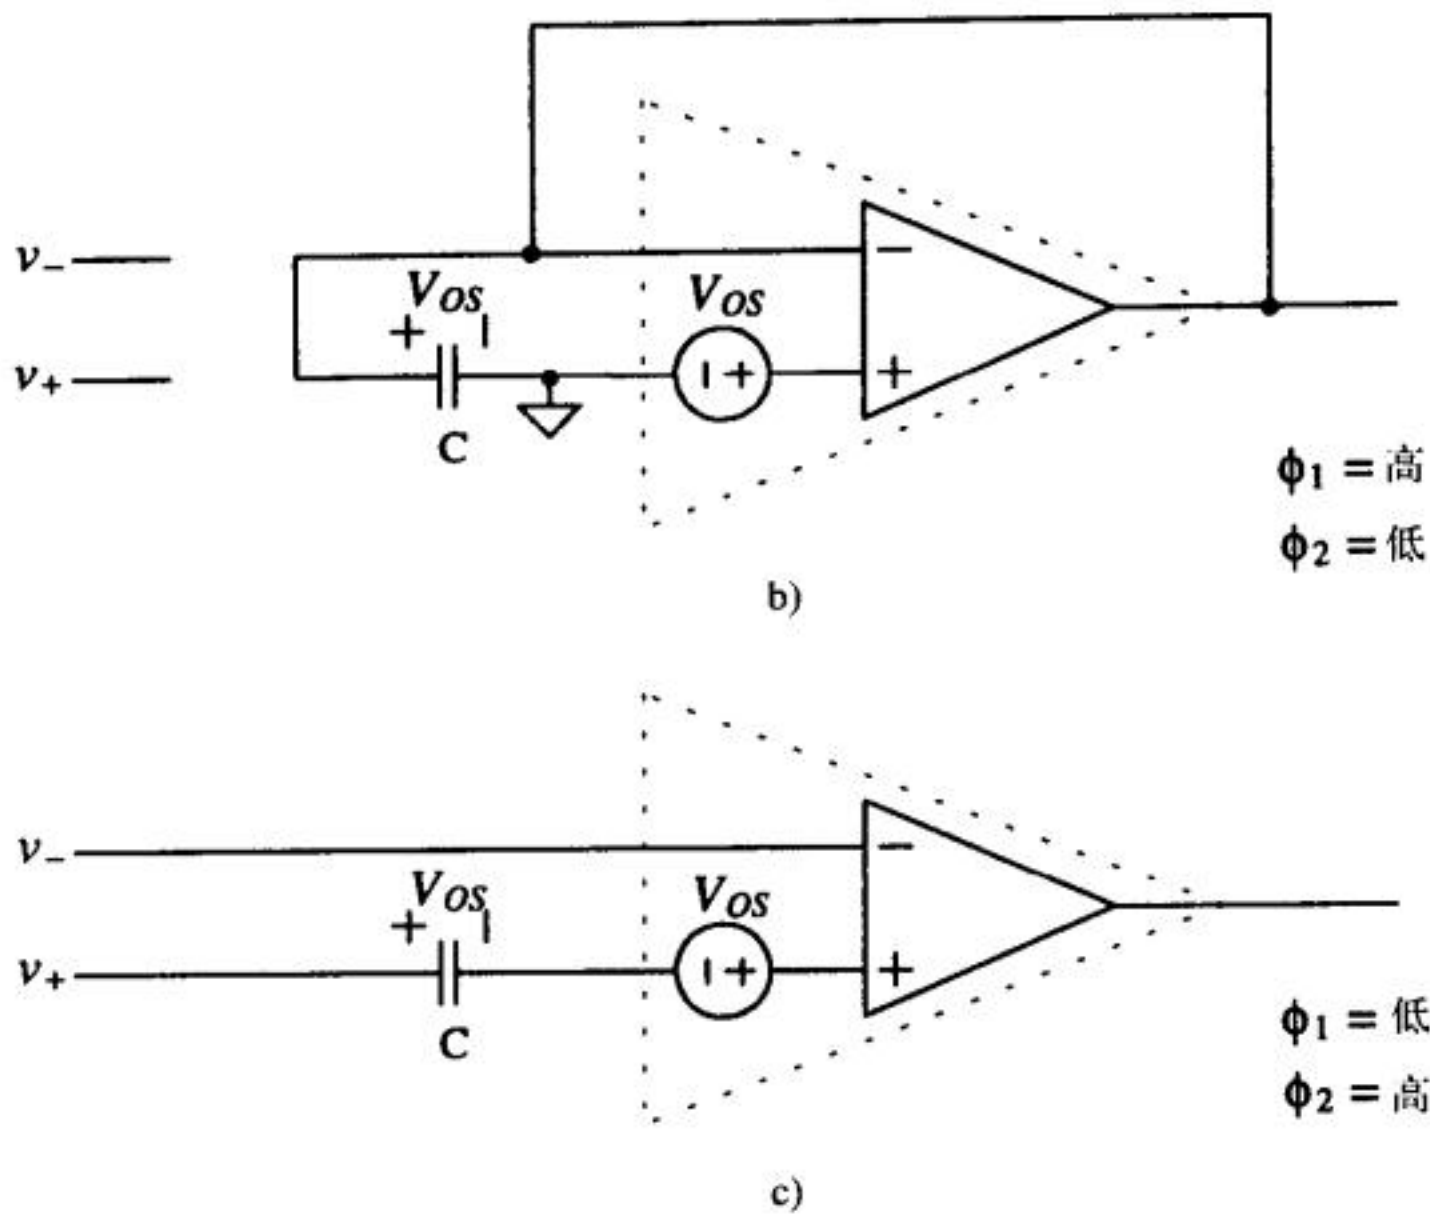 v₋
V_OS
V_OS
+ −
−
v₊
− +
+
C
ϕ₁ = 高
ϕ₂ = 低
b)
v₋
−
V_OS
V_OS
+ −
v₊
− +
+
C
ϕ₁ = 低
ϕ₂ = 高
c)